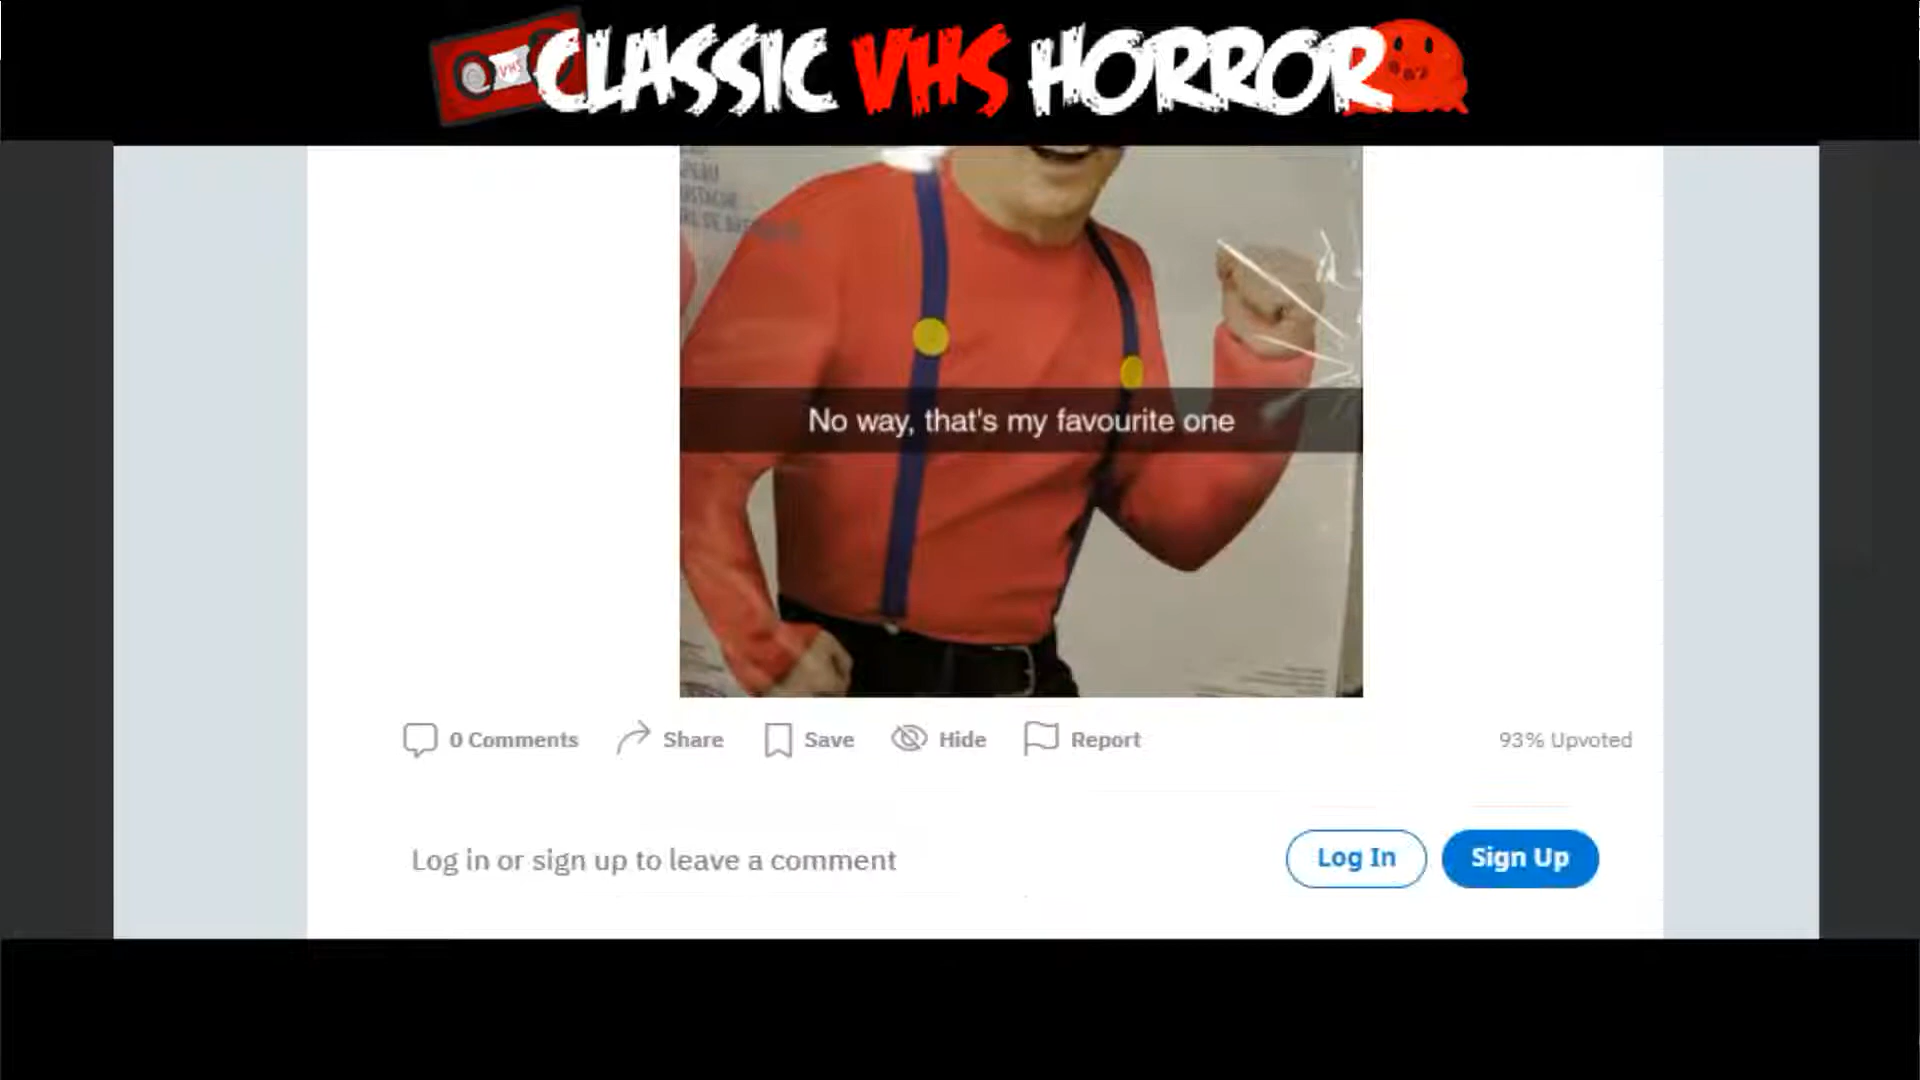 VHS
CLASSIC VHS HORROR
No way, that's my favourite one
0 Comments
Share
Save
Hide
Report
93% Upvoted
Log in or sign up to leave a comment
Log In
Sign Up